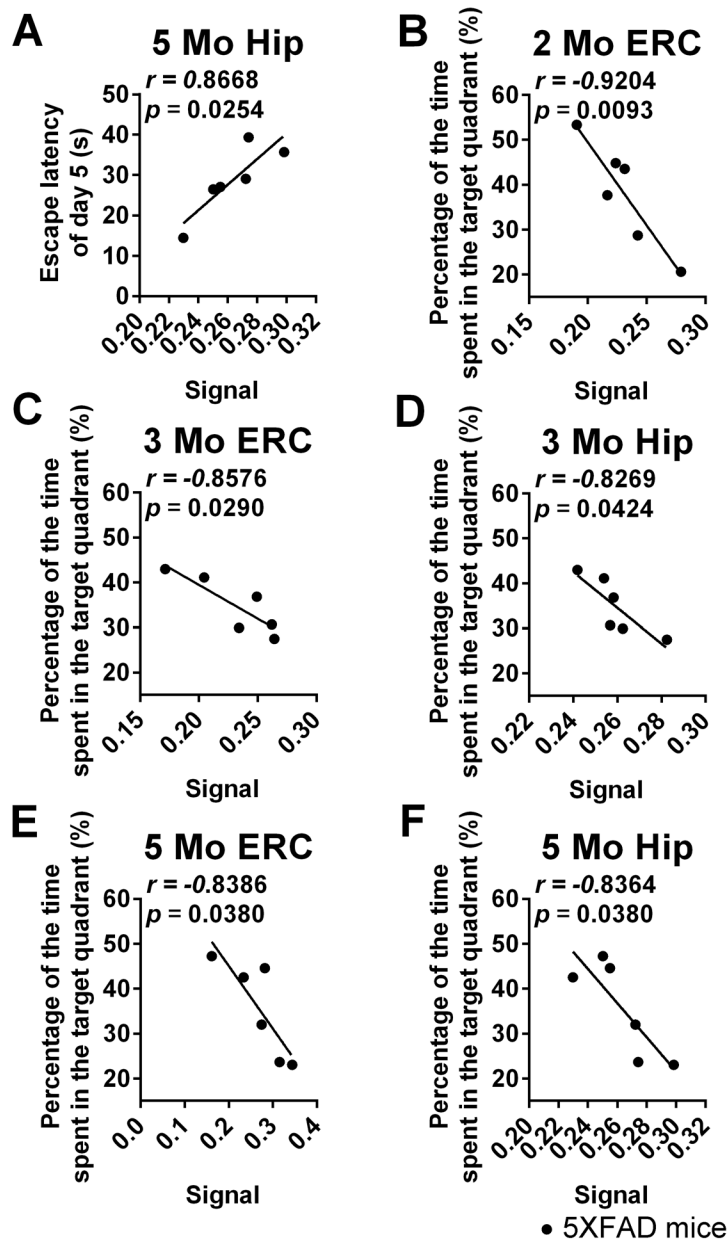 A
5 Mo Hip
r = 0.8668
p = 0.0254
Escape latency
of day 5 (s)
50
40
30
20
10
0
0.20
0.22
0.24
0.26
0.28
0.30
0.32
Signal
B
2 Mo ERC
r = -0.9204
p = 0.0093
Percentage of the time
spent in the target quadrant (%)
60
50
40
30
20
0.15
0.20
0.25
0.30
Signal
C
3 Mo ERC
r = -0.8576
p = 0.0290
Percentage of the time
spent in the target quadrant (%)
60
50
40
30
20
0.15
0.20
0.25
0.30
Signal
D
3 Mo Hip
r = -0.8269
p = 0.0424
Percentage of the time
spent in the target quadrant (%)
60
50
40
30
20
0.22
0.24
0.26
0.28
0.30
Signal
E
5 Mo ERC
r = -0.8386
p = 0.0380
Percentage of the time
spent in the target quadrant (%)
60
50
40
30
20
0.0
0.1
0.2
0.3
0.4
Signal
F
5 Mo Hip
r = -0.8364
p = 0.0380
Percentage of the time
spent in the target quadrant (%)
60
50
40
30
20
0.20
0.22
0.24
0.26
0.28
0.30
0.32
Signal
5XFAD mice